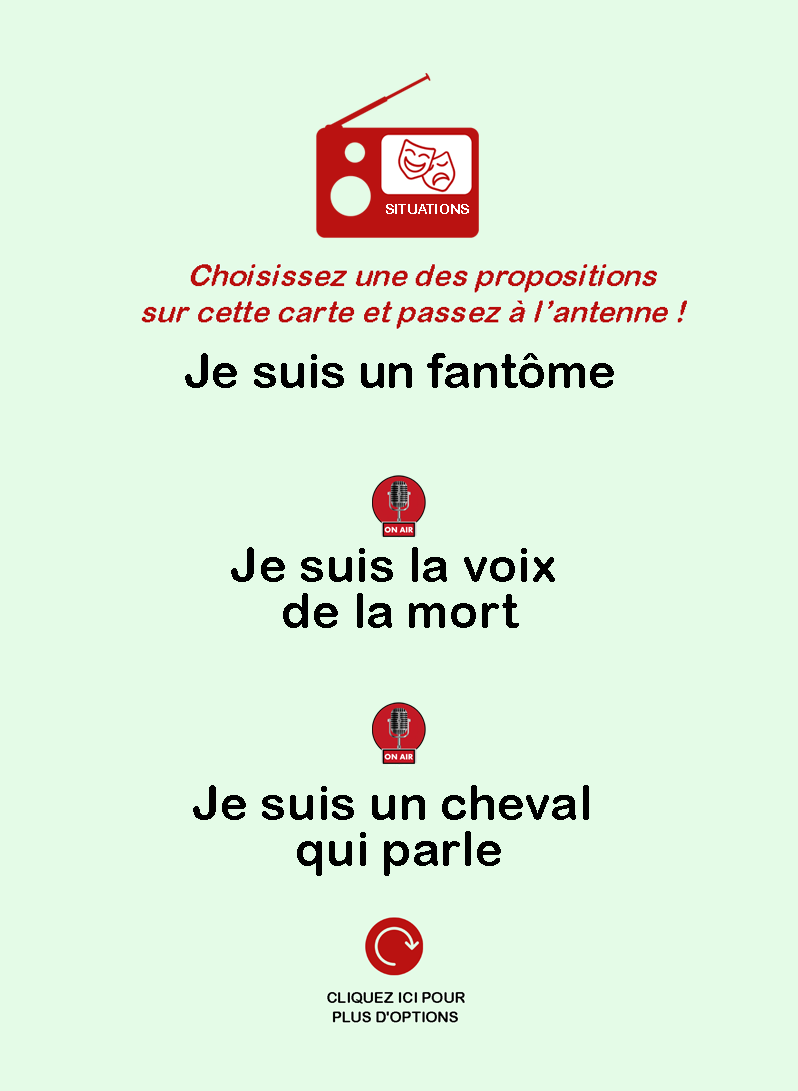 SITUATIONS
Choisissez une des propositions
sur cette carte et passez à l’antenne !
Je suis un fantôme
ON AIR
Je suis la voix
de la mort
ON AIR
Je suis un cheval
qui parle
CLIQUEZ ICI POUR
PLUS D'OPTIONS